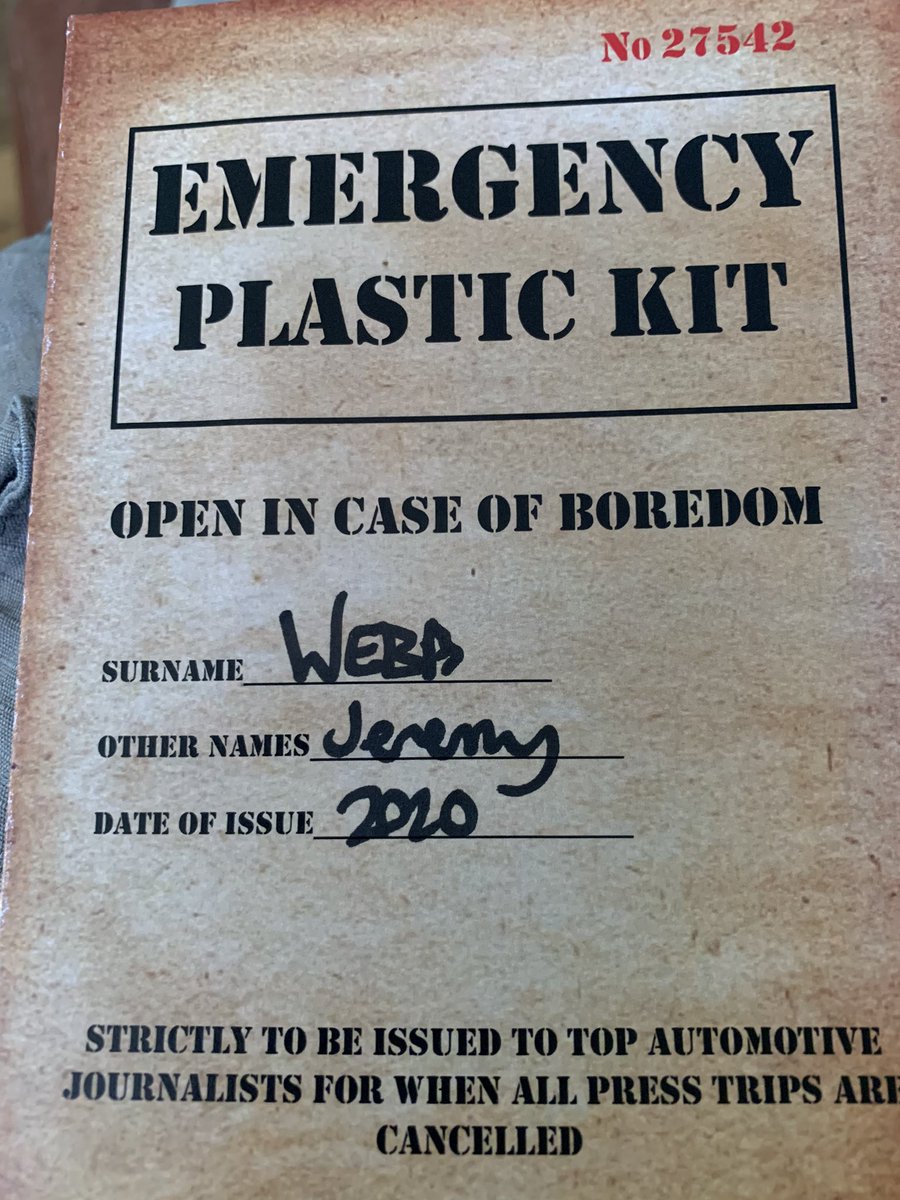 No 27542
EMERGENCY
PLASTIC KIT
OPEN IN CASE OF BOREDOM
SURNAME WEBB
OTHER NAMES Jeremy
DATE OF ISSUE 2020
STRICTLY TO BE ISSUED TO TOP AUTOMOTIVE
JOURNALISTS FOR WHEN ALL PRESS TRIPS ARE
CANCELLED